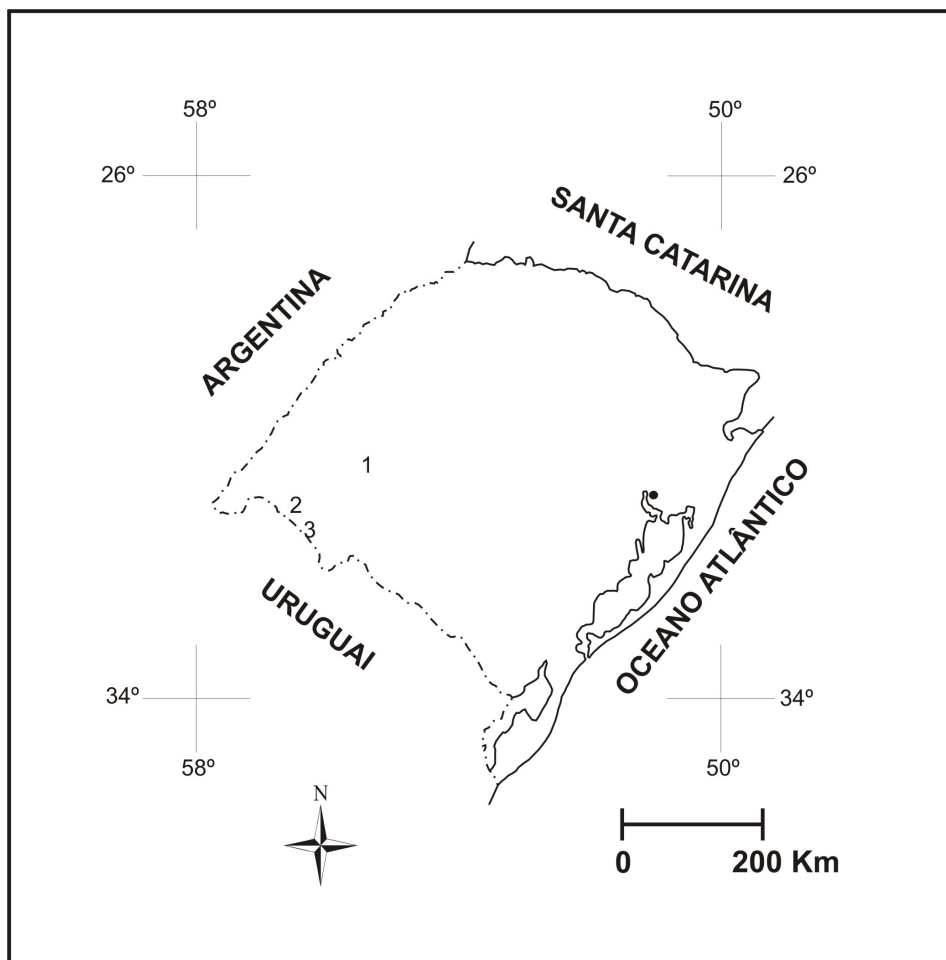 58º 50º
26º 26º
SANTA CATARINA
ARGENTINA
1
2
3
OCEANO ATLÂNTICO
URUGUAI
34º 34º
58º 50º
N
0 200 Km